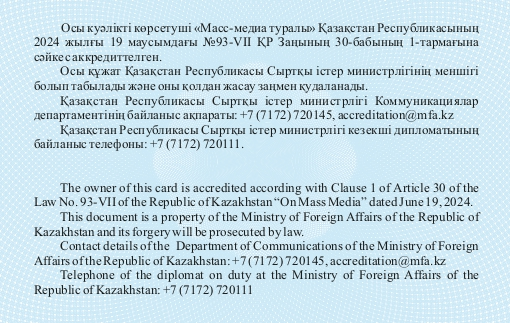 Осы куәлікті көрсетуші «Масс-медиа туралы» Қазақстан Республикасының
2024 жылғы 19 маусымдағы №93-VII ҚР Заңының 30-бабының 1-тармағына
сәйкес аккредиттелген.
Осы құжат Қазақстан Республикасы Сыртқы істер министрлігінің меншігі
болып табылады және оны қолдан жасау заңмен қудаланады.
Қазақстан Республикасы Сыртқы істер министрлігі Коммуникациялар
департаментінің байланыс ақпараты: +7 (7172) 720145, accreditation@mfa.kz
Қазақстан Республикасы Сыртқы істер министрлігі кезекші дипломатының
байланыс телефоны: +7 (7172) 720111.
The owner of this card is accredited according with Clause 1 of Article 30 of the
Law No. 93-VII of the Republic of Kazakhstan “On Mass Media” dated June 19, 2024.
This document is a property of the Ministry of Foreign Affairs of the Republic of
Kazakhstan and its forgery will be prosecuted by law.
Contact details of the Department of Communications of the Ministry of Foreign
Affairs of the Republic of Kazakhstan: +7 (7172) 720145, accreditation@mfa.kz
Telephone of the diplomat on duty at the Ministry of Foreign Affairs of the
Republic of Kazakhstan: +7 (7172) 720111